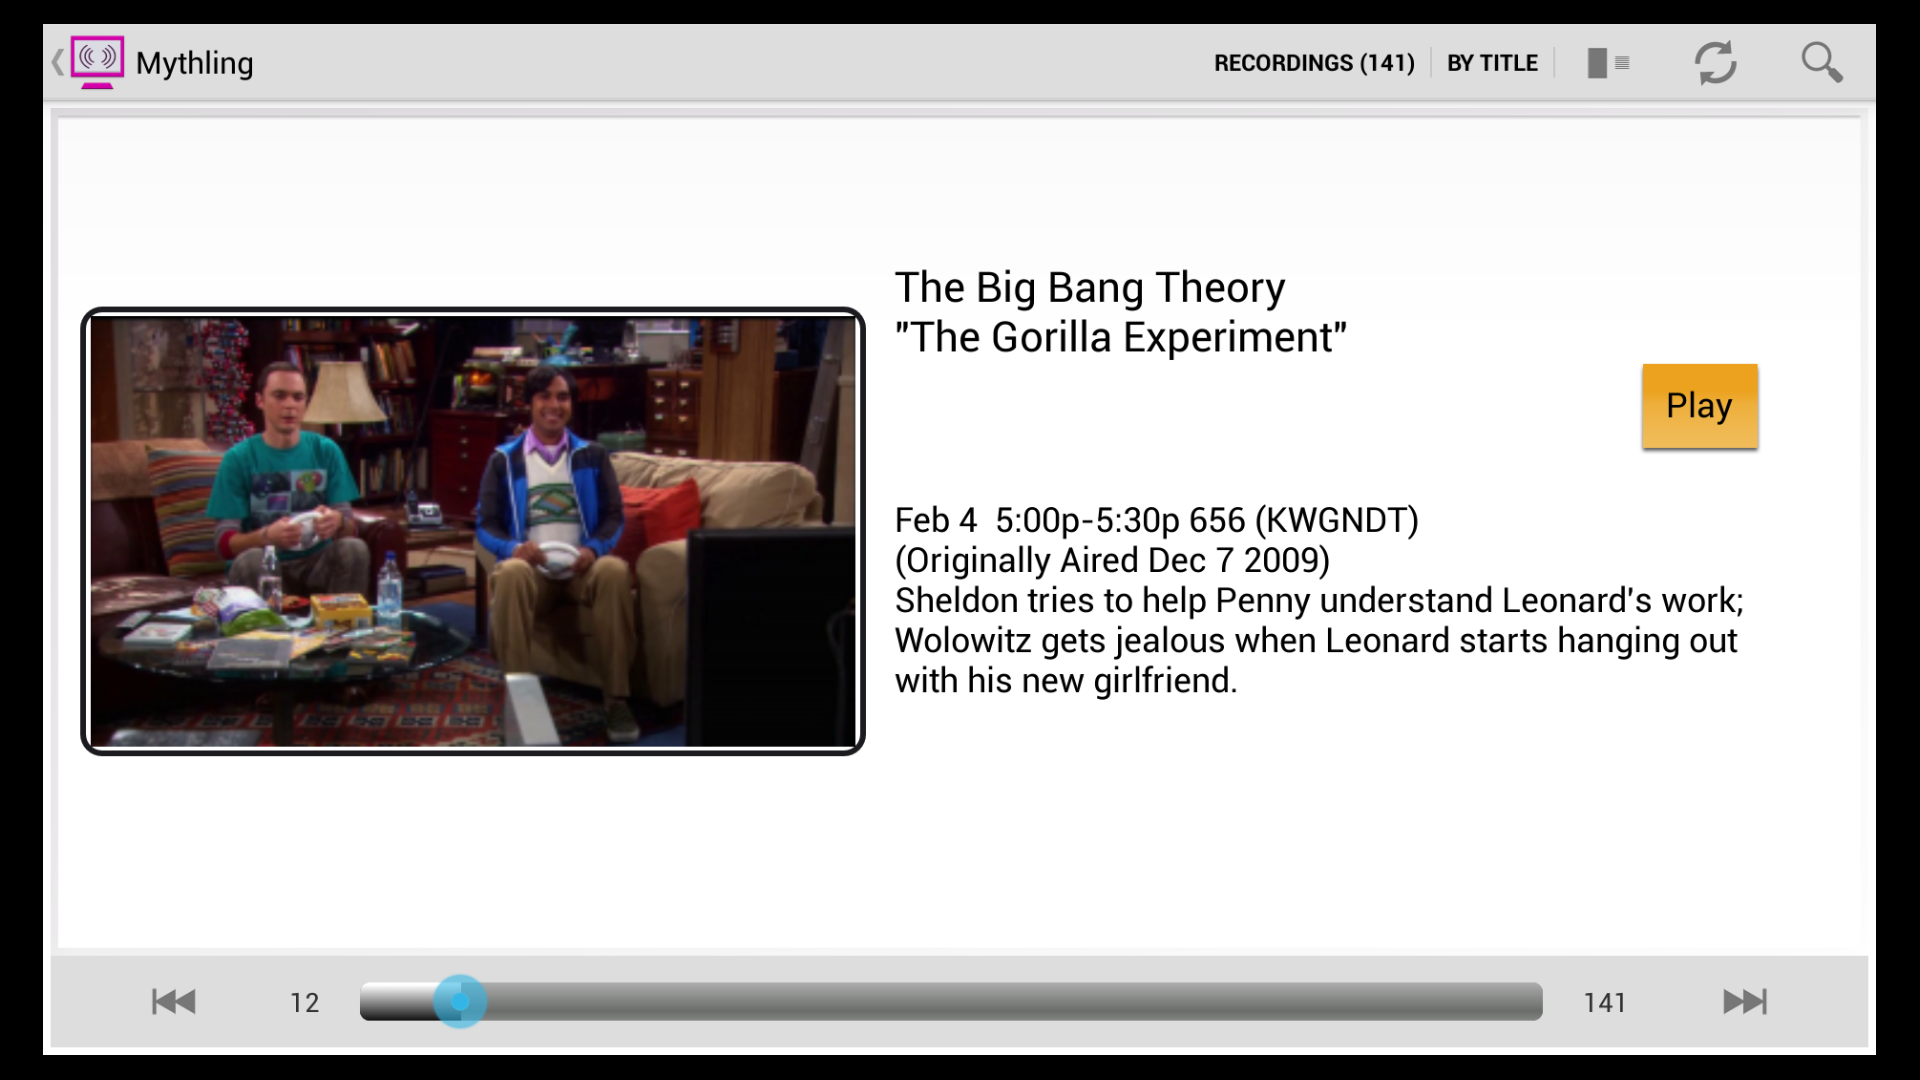 Mythling
RECORDINGS (141)
BY TITLE
The Big Bang Theory
"The Gorilla Experiment"
Play
Feb 4  5:00p-5:30p 656 (KWGNDT)
(Originally Aired Dec 7 2009)
Sheldon tries to help Penny understand Leonard's work;
Wolowitz gets jealous when Leonard starts hanging out
with his new girlfriend.
12
141